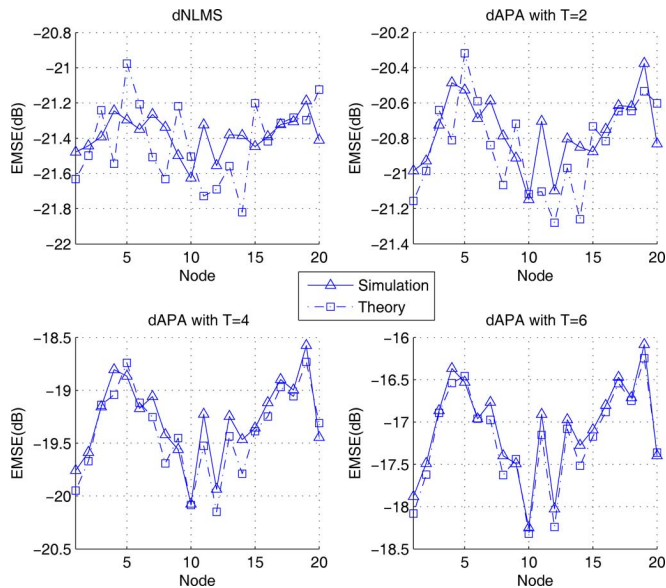 dNLMS
−20.8
−21
−21.2
−21.4
−21.6
−21.8
−22
EMSE(dB)
5
10
15
20
Node
dAPA with T=2
−20.2
−20.4
−20.6
−20.8
−21
−21.2
−21.4
EMSE(dB)
5
10
15
20
Node
Simulation
Theory
dAPA with T=4
−18.5
−19
−19.5
−20
−20.5
EMSE(dB)
5
10
15
20
Node
dAPA with T=6
−16
−16.5
−17
−17.5
−18
−18.5
EMSE(dB)
5
10
15
20
Node